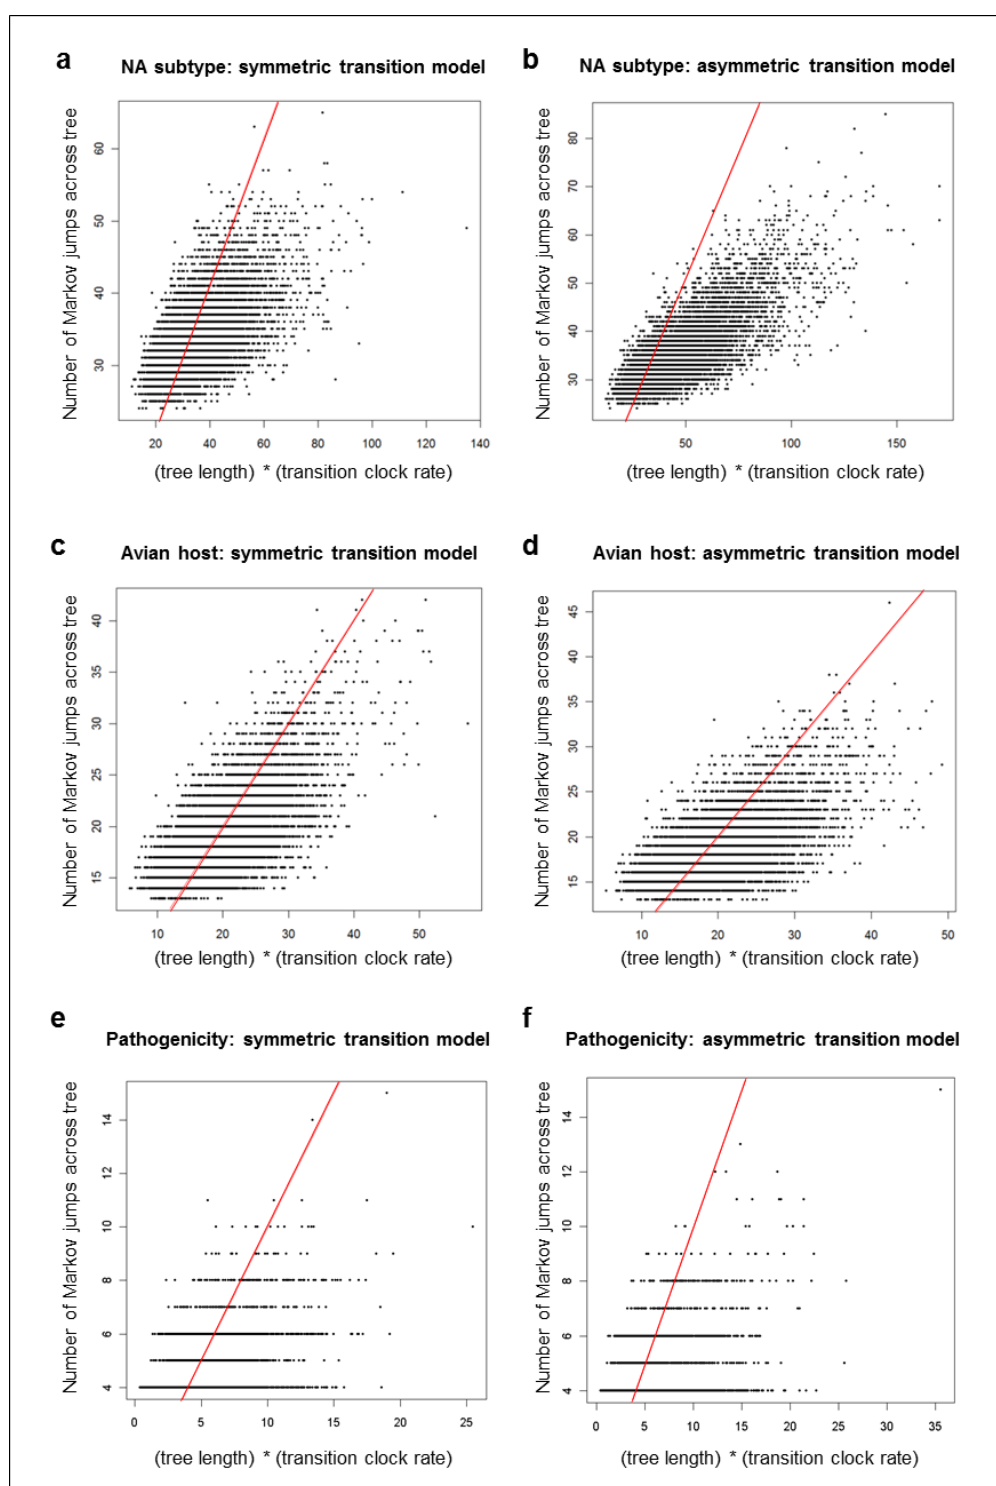 a
NA subtype: symmetric transition model
Number of Markov jumps across tree
60
50
40
30
20 40 60 80 100 120 140
(tree length) * (transition clock rate)
b
NA subtype: asymmetric transition model
Number of Markov jumps across tree
80
70
60
50
40
30
50 100 150
(tree length) * (transition clock rate)
c
Avian host: symmetric transition model
Number of Markov jumps across tree
40
35
30
25
20
15
10 20 30 40 50
(tree length) * (transition clock rate)
d
Avian host: asymmetric transition model
Number of Markov jumps across tree
45
40
35
30
25
20
15
10 20 30 40 50
(tree length) * (transition clock rate)
e
Pathogenicity: symmetric transition model
Number of Markov jumps across tree
14
12
10
8
6
4
0 5 10 15 20 25
(tree length) * (transition clock rate)
f
Pathogenicity: asymmetric transition model
Number of Markov jumps across tree
14
12
10
8
6
4
0 5 10 15 20 25 30 35
(tree length) * (transition clock rate)